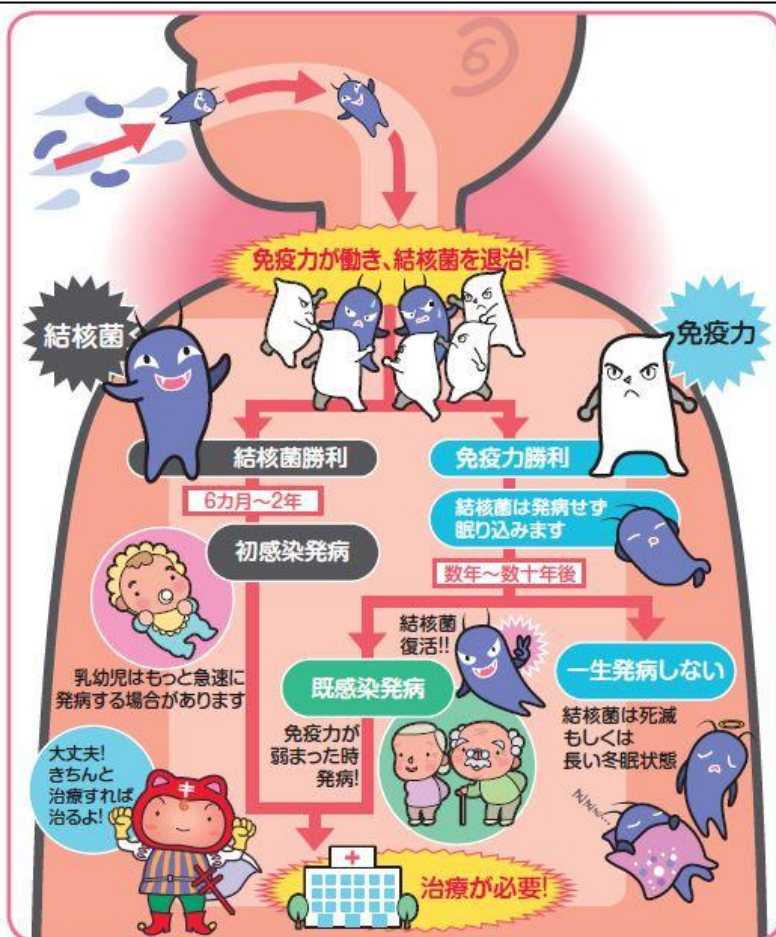 免疫力が働き、結核菌を退治!
結核菌
免疫力
結核菌勝利
免疫力勝利
6カ月～2年
結核菌は発病せず
眠り込みます
初感染発病
数年～数十年後
結核菌
復活!!
乳幼児はもっと急速に
発病する場合があります
既感染発病
一生発病しない
免疫力が
弱まった時
発病!
結核菌は死滅
もしくは
長い冬眠状態
大丈夫!
きちんと
治療すれば
治るよ!
キ
ZZZZ...
治療が必要!